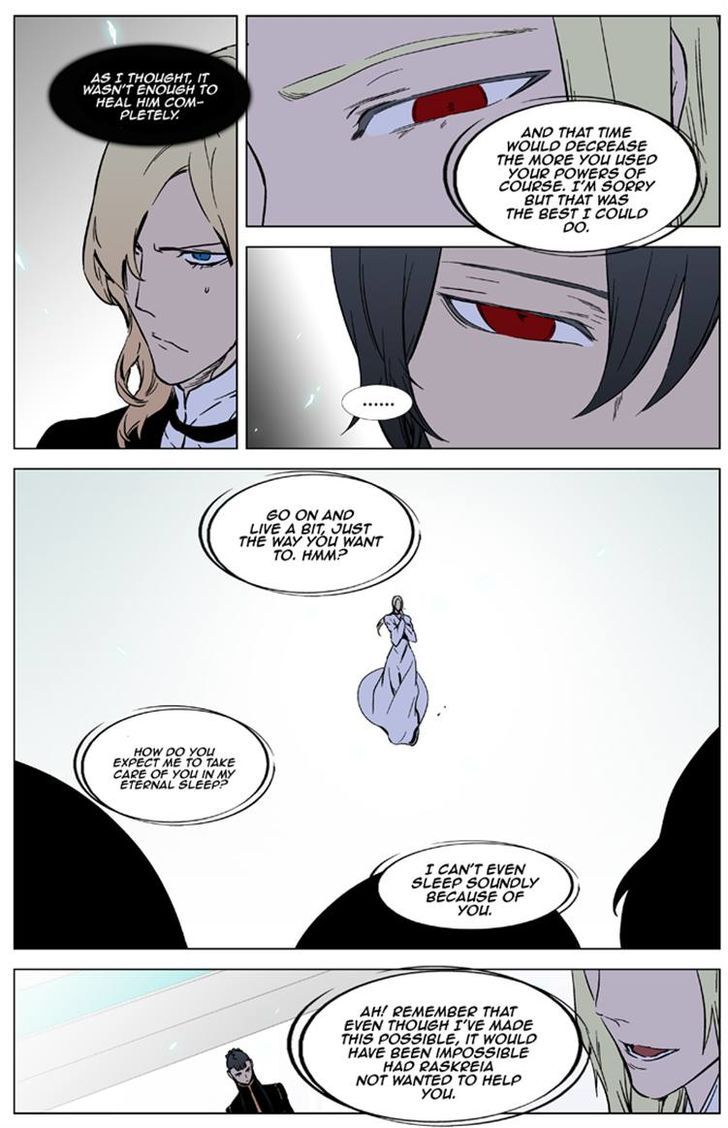 AS I THOUGHT, IT
WASN'T ENOUGH TO
HEAL HIM COM-
PLETELY.
AND THAT TIME
WOULD DECREASE
THE MORE YOU USED
YOUR POWERS OF
COURSE. I'M SORRY
BUT THAT WAS
THE BEST I COULD
DO.
......
GO ON AND
LIVE A BIT, JUST
THE WAY YOU WANT
TO. HMM?
HOW DO YOU
EXPECT ME TO TAKE
CARE OF YOU IN MY
ETERNAL SLEEP?
I CAN'T EVEN
SLEEP SOUNDLY
BECAUSE OF
YOU.
AH! REMEMBER THAT
EVEN THOUGH I'VE MADE
THIS POSSIBLE, IT WOULD
HAVE BEEN IMPOSSIBLE
HAD RASKREIA
NOT WANTED TO HELP
YOU.